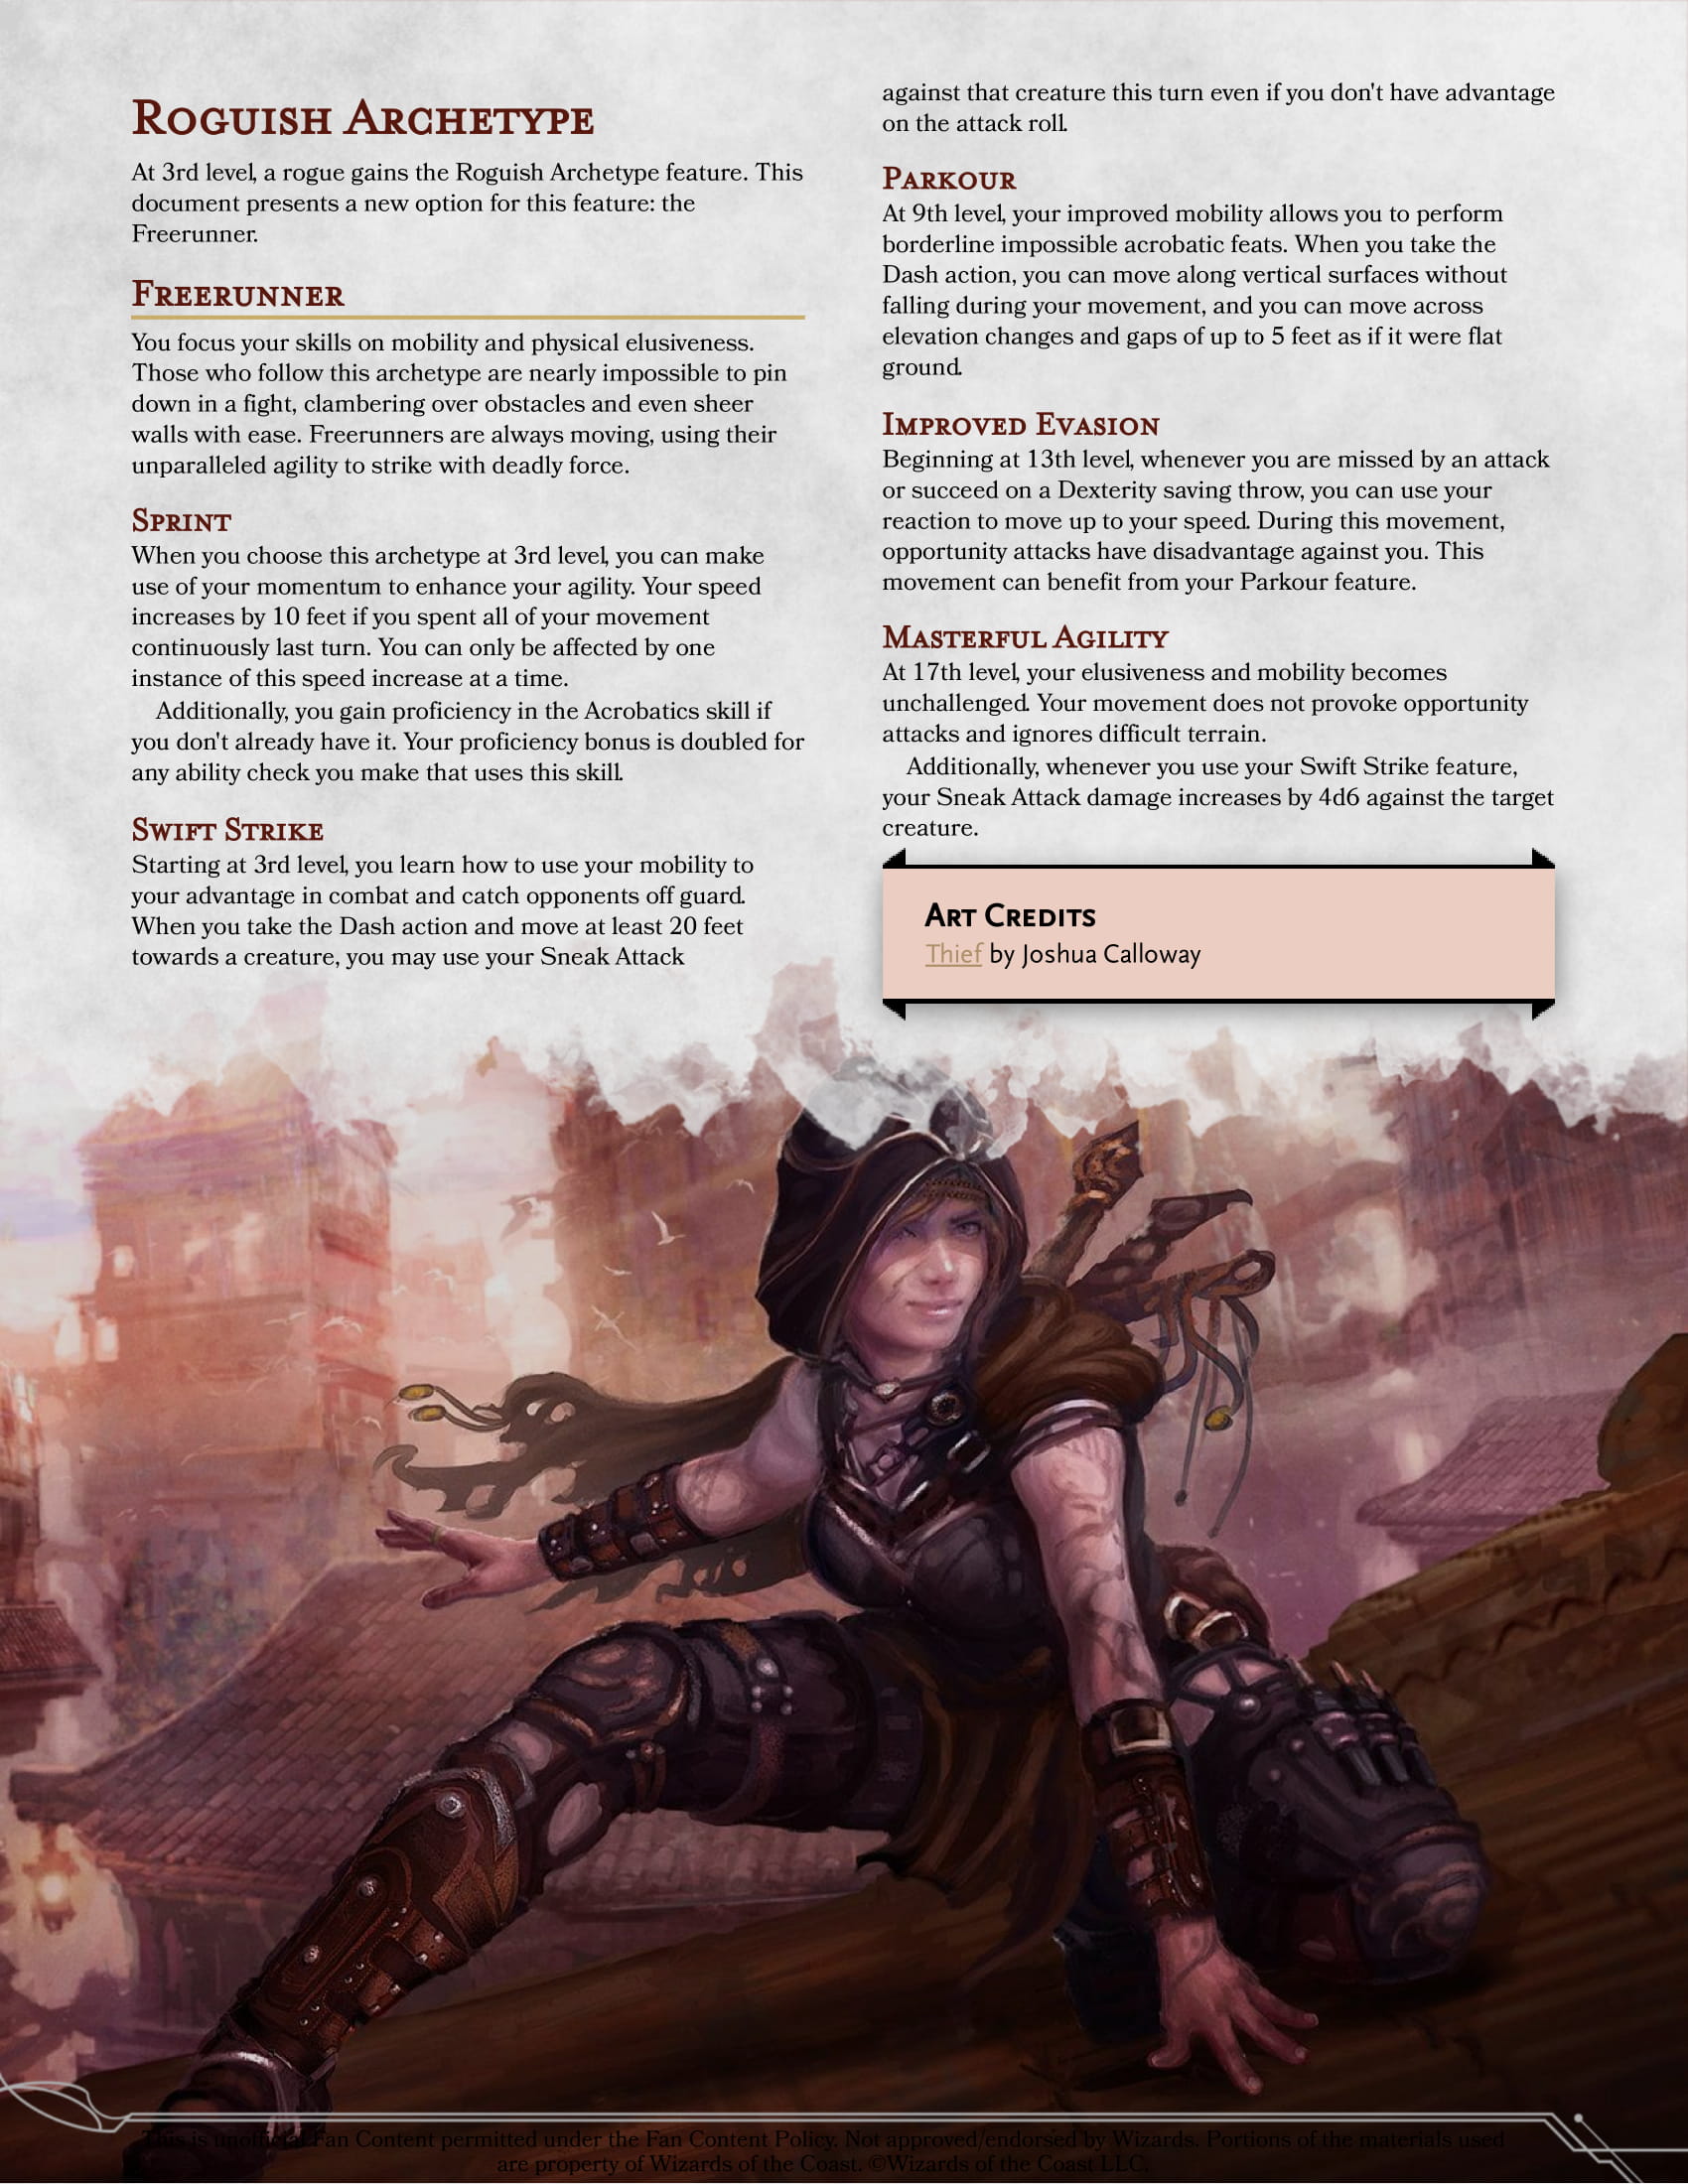 Roguish Archetype
At 3rd level, a rogue gains the Roguish Archetype feature. This
document presents a new option for this feature: the
Freerunner.
Freerunner
You focus your skills on mobility and physical elusiveness.
Those who follow this archetype are nearly impossible to pin
down in a fight, clambering over obstacles and even sheer
walls with ease. Freerunners are always moving, using their
unparalleled agility to strike with deadly force.
Sprint
When you choose this archetype at 3rd level, you can make
use of your momentum to enhance your agility. Your speed
increases by 10 feet if you spent all of your movement
continuously last turn. You can only be affected by one
instance of this speed increase at a time.
Additionally, you gain proficiency in the Acrobatics skill if
you don't already have it. Your proficiency bonus is doubled for
any ability check you make that uses this skill.
Swift Strike
Starting at 3rd level, you learn how to use your mobility to
your advantage in combat and catch opponents off guard.
When you take the Dash action and move at least 20 feet
towards a creature, you may use your Sneak Attack
against that creature this turn even if you don't have advantage
on the attack roll.
Parkour
At 9th level, your improved mobility allows you to perform
borderline impossible acrobatic feats. When you take the
Dash action, you can move along vertical surfaces without
falling during your movement, and you can move across
elevation changes and gaps of up to 5 feet as if it were flat
ground.
Improved Evasion
Beginning at 13th level, whenever you are missed by an attack
or succeed on a Dexterity saving throw, you can use your
reaction to move up to your speed. During this movement,
opportunity attacks have disadvantage against you. This
movement can benefit from your Parkour feature.
Masterful Agility
At 17th level, your elusiveness and mobility becomes
unchallenged. Your movement does not provoke opportunity
attacks and ignores difficult terrain.
Additionally, whenever you use your Swift Strike feature,
your Sneak Attack damage increases by 4d6 against the target
creature.
Art Credits
Thief by Joshua Calloway
This is unofficial Fan Content permitted under the Fan Content Policy. Not approved/endorsed by Wizards. Portions of the materials used
are property of Wizards of the Coast. ©Wizards of the Coast LLC.